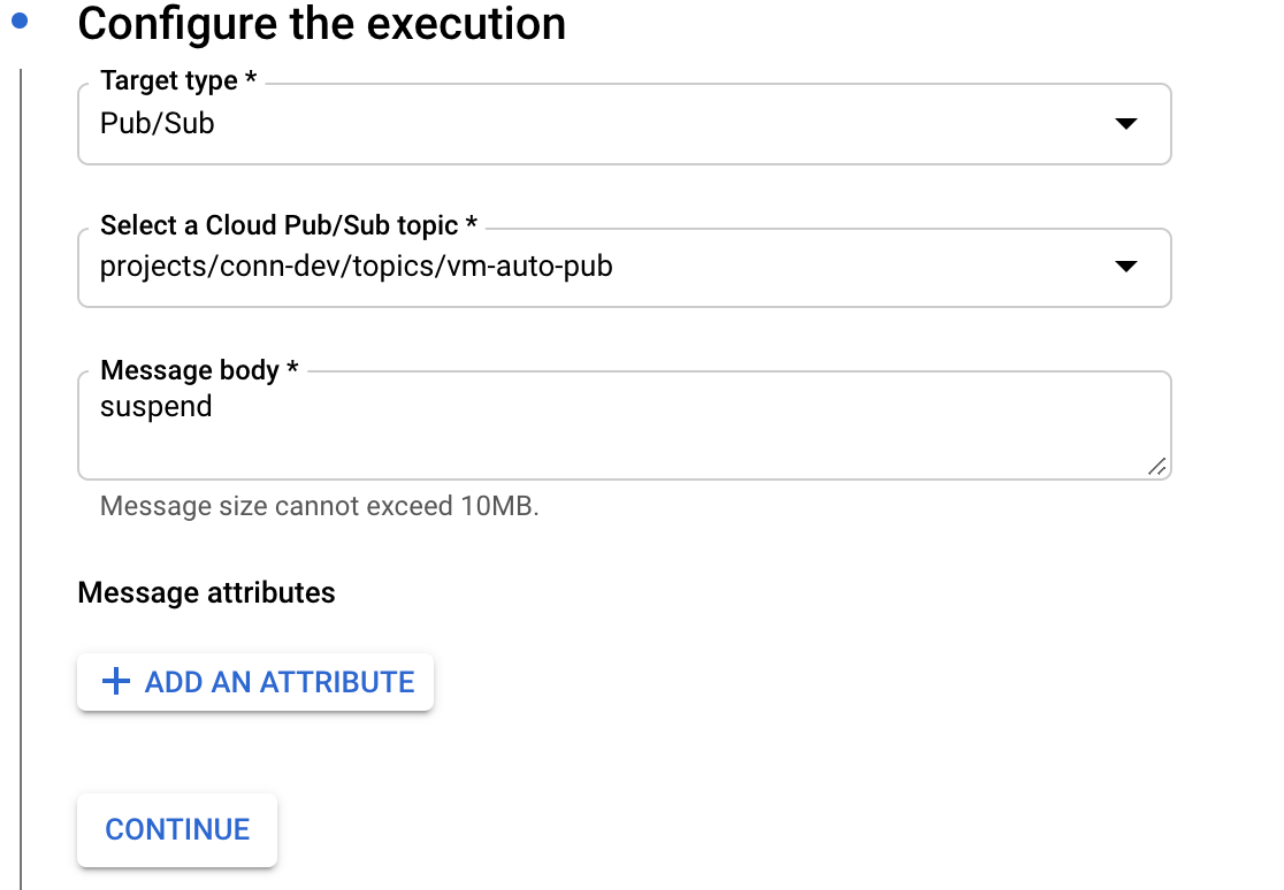 Configure the execution
Target type *
Pub/Sub
Select a Cloud Pub/Sub topic *
projects/conn-dev/topics/vm-auto-pub
Message body *
suspend
Message size cannot exceed 10MB.
Message attributes
+ ADD AN ATTRIBUTE
CONTINUE